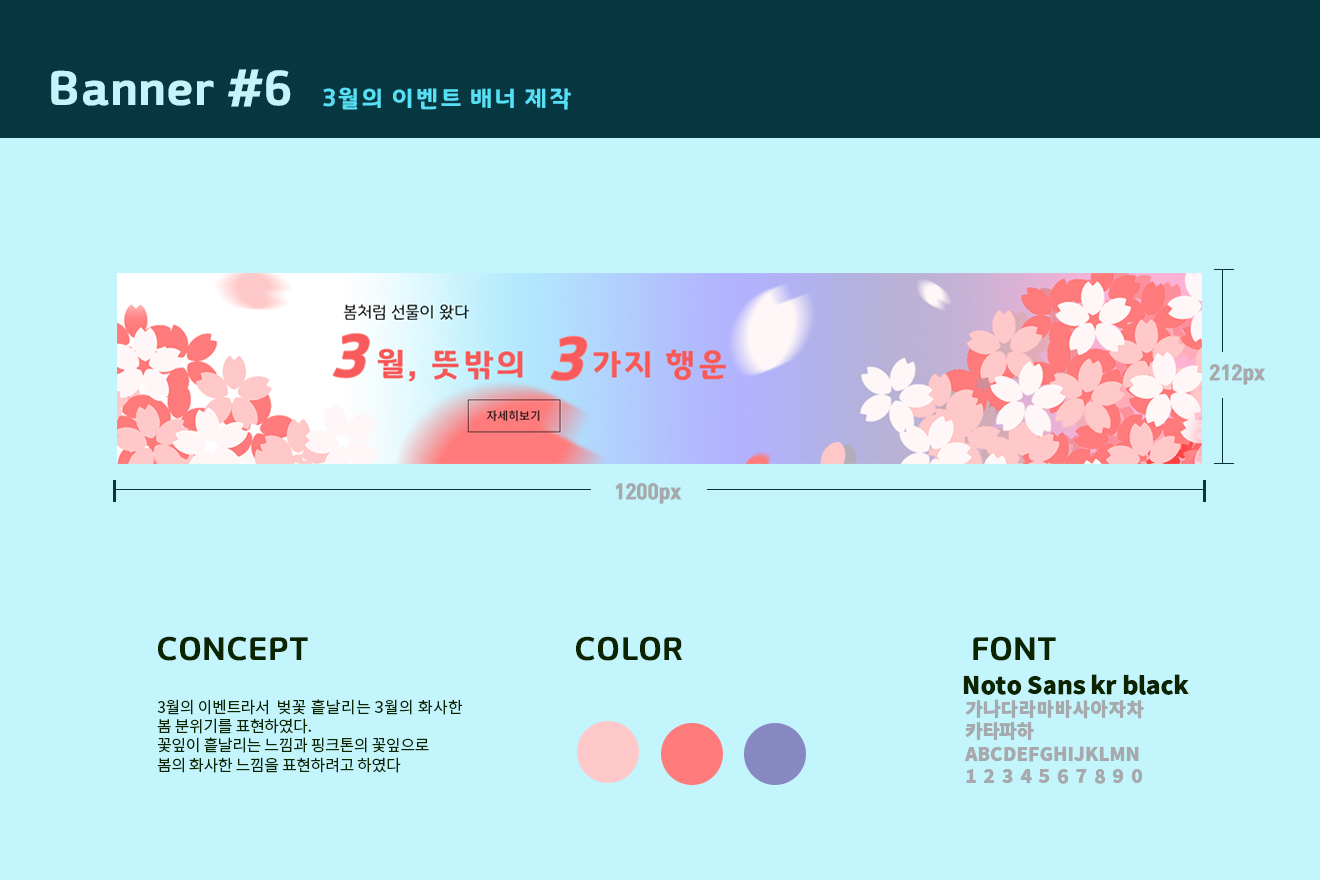 Banner #6 3월의 이벤트 배너 제작
봄처럼 선물이 왔다
3월, 뜻밖의 3가지 행운
자세히보기
212px
1200px
CONCEPT
3월의 이벤트라서 벚꽃 흩날리는 3월의 화사한
봄 분위기를 표현하였다.
꽃잎이 흩날리는 느낌과 핑크톤의 꽃잎으로
봄의 화사한 느낌을 표현하려고 하였다
COLOR
FONT
Noto Sans kr black
가나다라마바사아자차
카타파하
ABCDEFGHIJKLMN
1 2 3 4 5 6 7 8 9 0